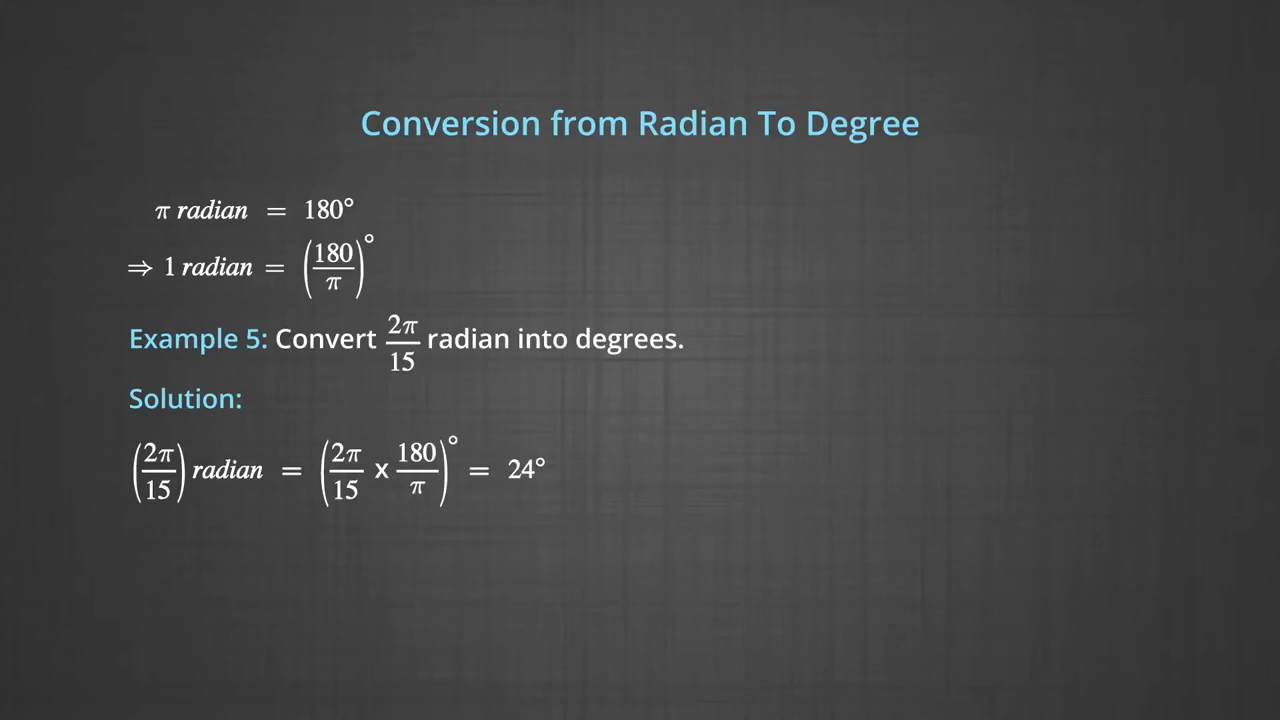 Conversion from Radian To Degree
π radian = 180°
⇒ 1 radian = (180/π)°
Example 5: Convert 2π/15 radian into degrees.
Solution:
(2π/15) radian = (2π/15 x 180/π)° = 24°